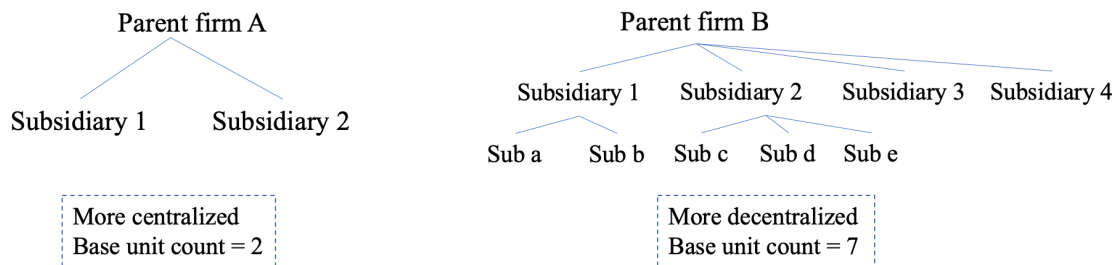 Parent firm A
Subsidiary 1
Subsidiary 2
More centralized
Base unit count = 2
Parent firm B
Subsidiary 1
Subsidiary 2
Subsidiary 3
Subsidiary 4
Sub a
Sub b
Sub c
Sub d
Sub e
More decentralized
Base unit count = 7